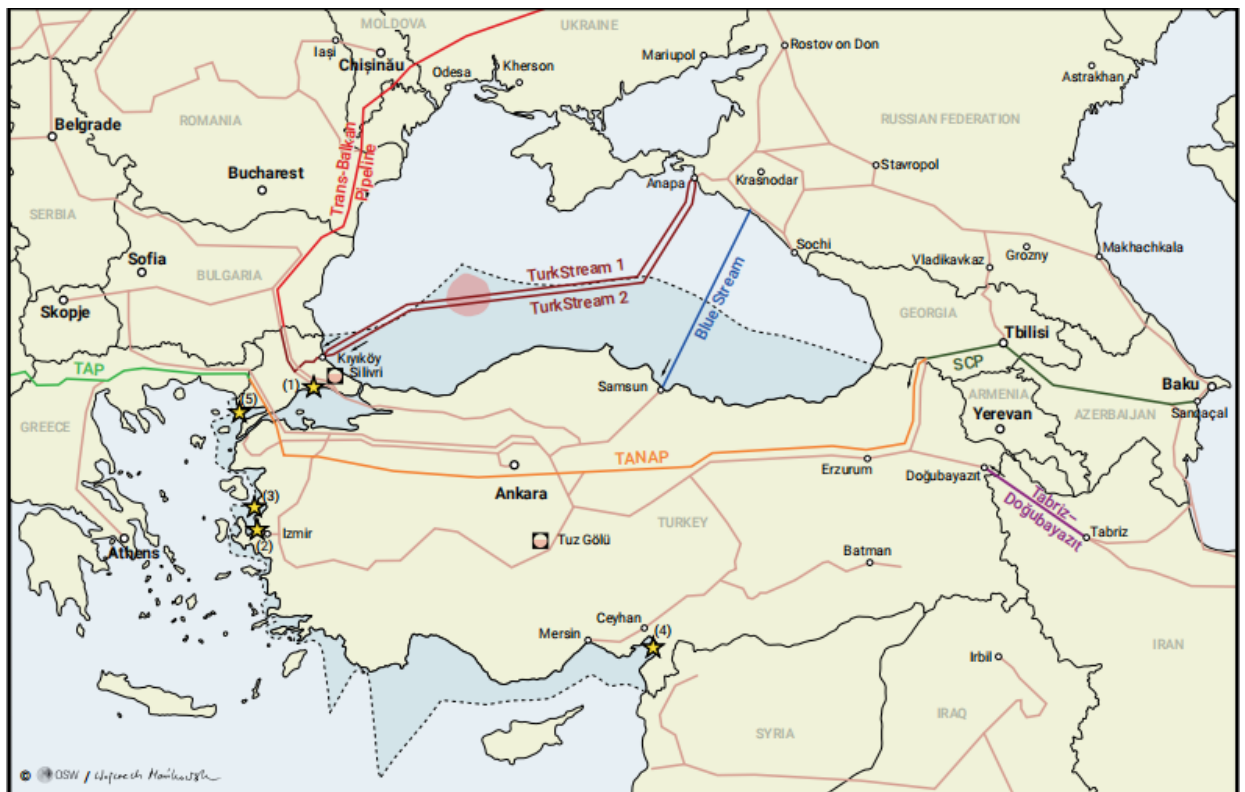 MOLDOVA
UKRAINE
Iași
Chișinău
Mariupol
Rostov on Don
Odesa
Kherson
Astrakhan
Belgrade
ROMANIA
RUSSIAN FEDERATION
Trans-Balkan
Pipeline
Bucharest
Stavropol
Anapa
Krasnodar
SERBIA
Sofia
Sochi
Grozny
Makhachkala
Vladikavkaz
BULGARIA
TurkStream 1
TurkStream 2
Blue Stream
Skopje
GEORGIA
Tbilisi
Kıyıköy
Silivri
TAP
SCP
(1)
Samsun
Baku
ARMENIA
(5)
Yerevan
AZERBAIJAN
Sangaçal
GREECE
TANAP
Erzurum
Doğubayazıt
Ankara
(3)
Tabriz–
Doğubayazıt
TURKEY
Izmir
(2)
Athens
Tuz Gölü
Tabriz
Batman
Ceyhan
(4)
Mersin
IRAN
Irbil
IRAQ
SYRIA
© OSW / Wojciech Mańkowski